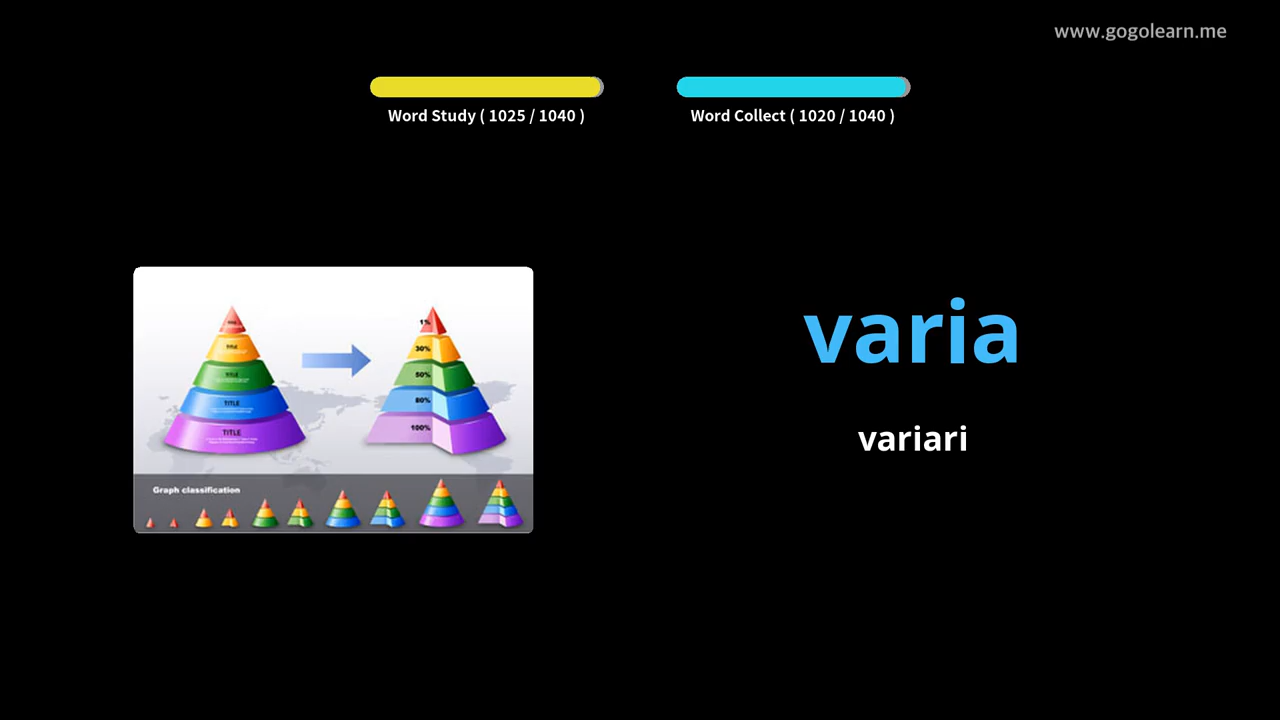 www.gogolearn.me
Word Study ( 1025 / 1040 )
Word Collect ( 1020 / 1040 )
varia
variari
TITLE
TITLE
TITLE
TITLE
1%
30%
50%
80%
100%
Graph classification